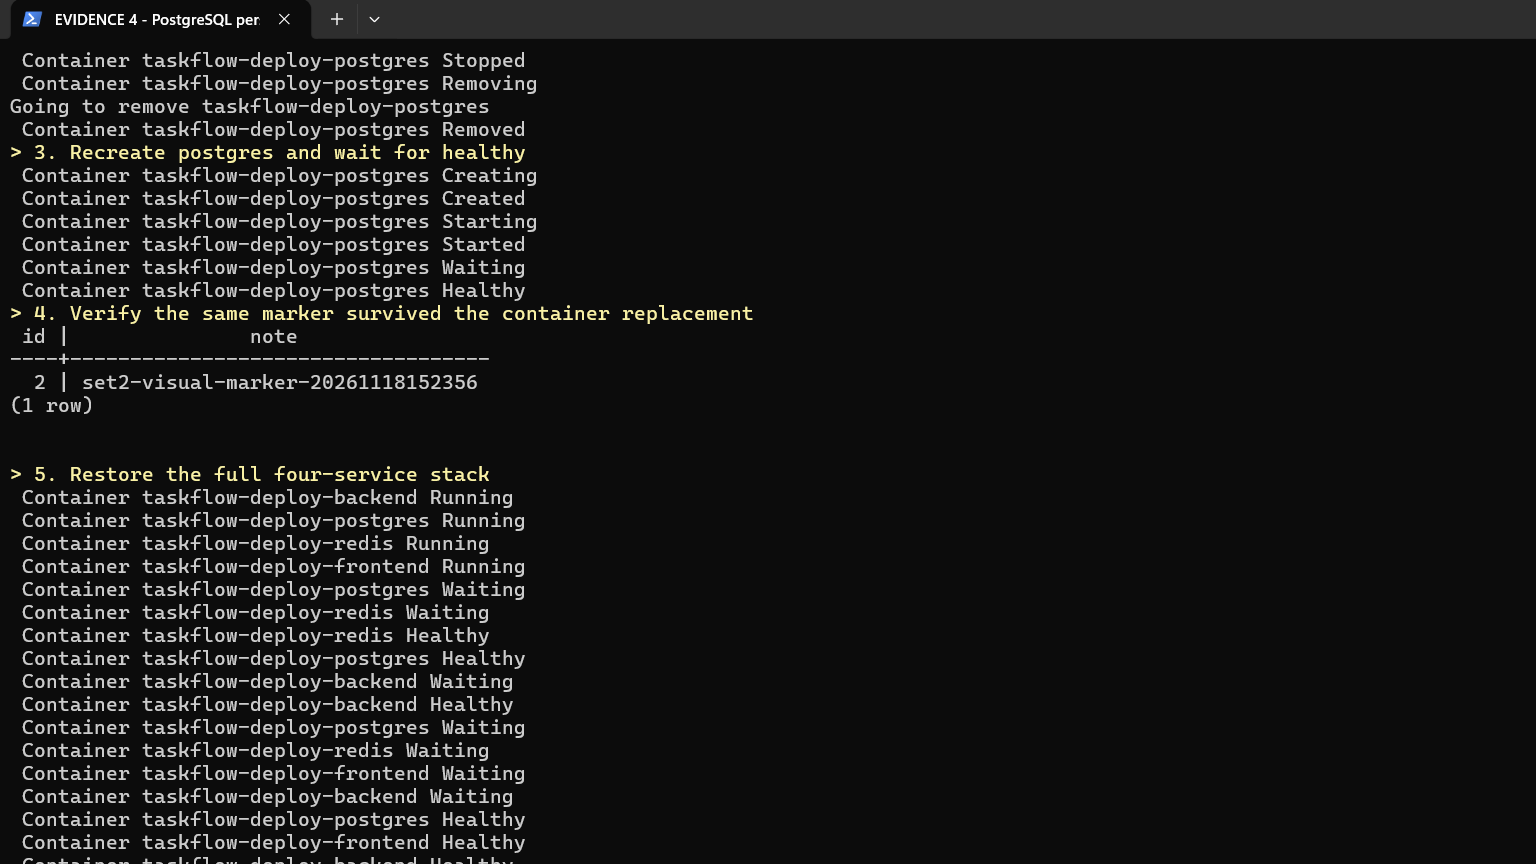 EVIDENCE 4 - PostgreSQL per
Container taskflow-deploy-postgres Stopped
Container taskflow-deploy-postgres Removing
Going to remove taskflow-deploy-postgres
Container taskflow-deploy-postgres Removed
> 3. Recreate postgres and wait for healthy
Container taskflow-deploy-postgres Creating
Container taskflow-deploy-postgres Created
Container taskflow-deploy-postgres Starting
Container taskflow-deploy-postgres Started
Container taskflow-deploy-postgres Waiting
Container taskflow-deploy-postgres Healthy
> 4. Verify the same marker survived the container replacement
id | note
----+-----------------------------------
2 | set2-visual-marker-20261118152356
(1 row)
> 5. Restore the full four-service stack
Container taskflow-deploy-backend Running
Container taskflow-deploy-postgres Running
Container taskflow-deploy-redis Running
Container taskflow-deploy-frontend Running
Container taskflow-deploy-postgres Waiting
Container taskflow-deploy-redis Waiting
Container taskflow-deploy-redis Healthy
Container taskflow-deploy-postgres Healthy
Container taskflow-deploy-backend Waiting
Container taskflow-deploy-backend Healthy
Container taskflow-deploy-postgres Waiting
Container taskflow-deploy-redis Waiting
Container taskflow-deploy-frontend Waiting
Container taskflow-deploy-backend Waiting
Container taskflow-deploy-postgres Healthy
Container taskflow-deploy-frontend Healthy
Container taskflow-deploy-backend Healthy